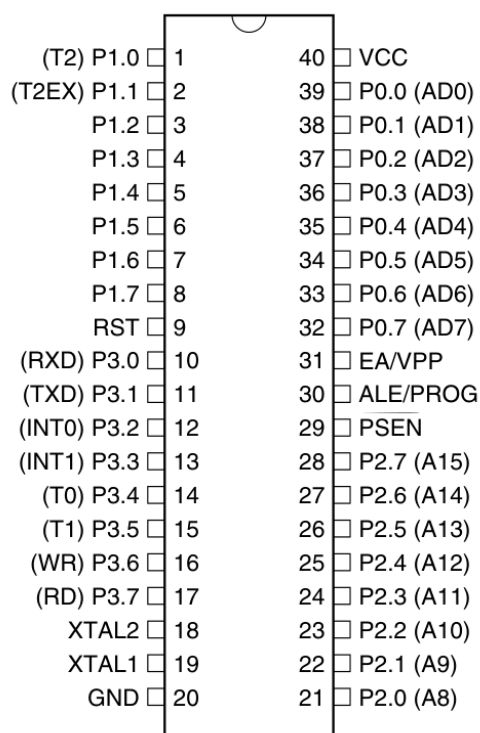 (T2) P1.0 1 40 VCC
(T2EX) P1.1 2 39 P0.0 (AD0)
P1.2 3 38 P0.1 (AD1)
P1.3 4 37 P0.2 (AD2)
P1.4 5 36 P0.3 (AD3)
P1.5 6 35 P0.4 (AD4)
P1.6 7 34 P0.5 (AD5)
P1.7 8 33 P0.6 (AD6)
RST 9 32 P0.7 (AD7)
(RXD) P3.0 10 31 EA/VPP
(TXD) P3.1 11 30 ALE/PROG
(INT0) P3.2 12 29 PSEN
(INT1) P3.3 13 28 P2.7 (A15)
(T0) P3.4 14 27 P2.6 (A14)
(T1) P3.5 15 26 P2.5 (A13)
(WR) P3.6 16 25 P2.4 (A12)
(RD) P3.7 17 24 P2.3 (A11)
XTAL2 18 23 P2.2 (A10)
XTAL1 19 22 P2.1 (A9)
GND 20 21 P2.0 (A8)